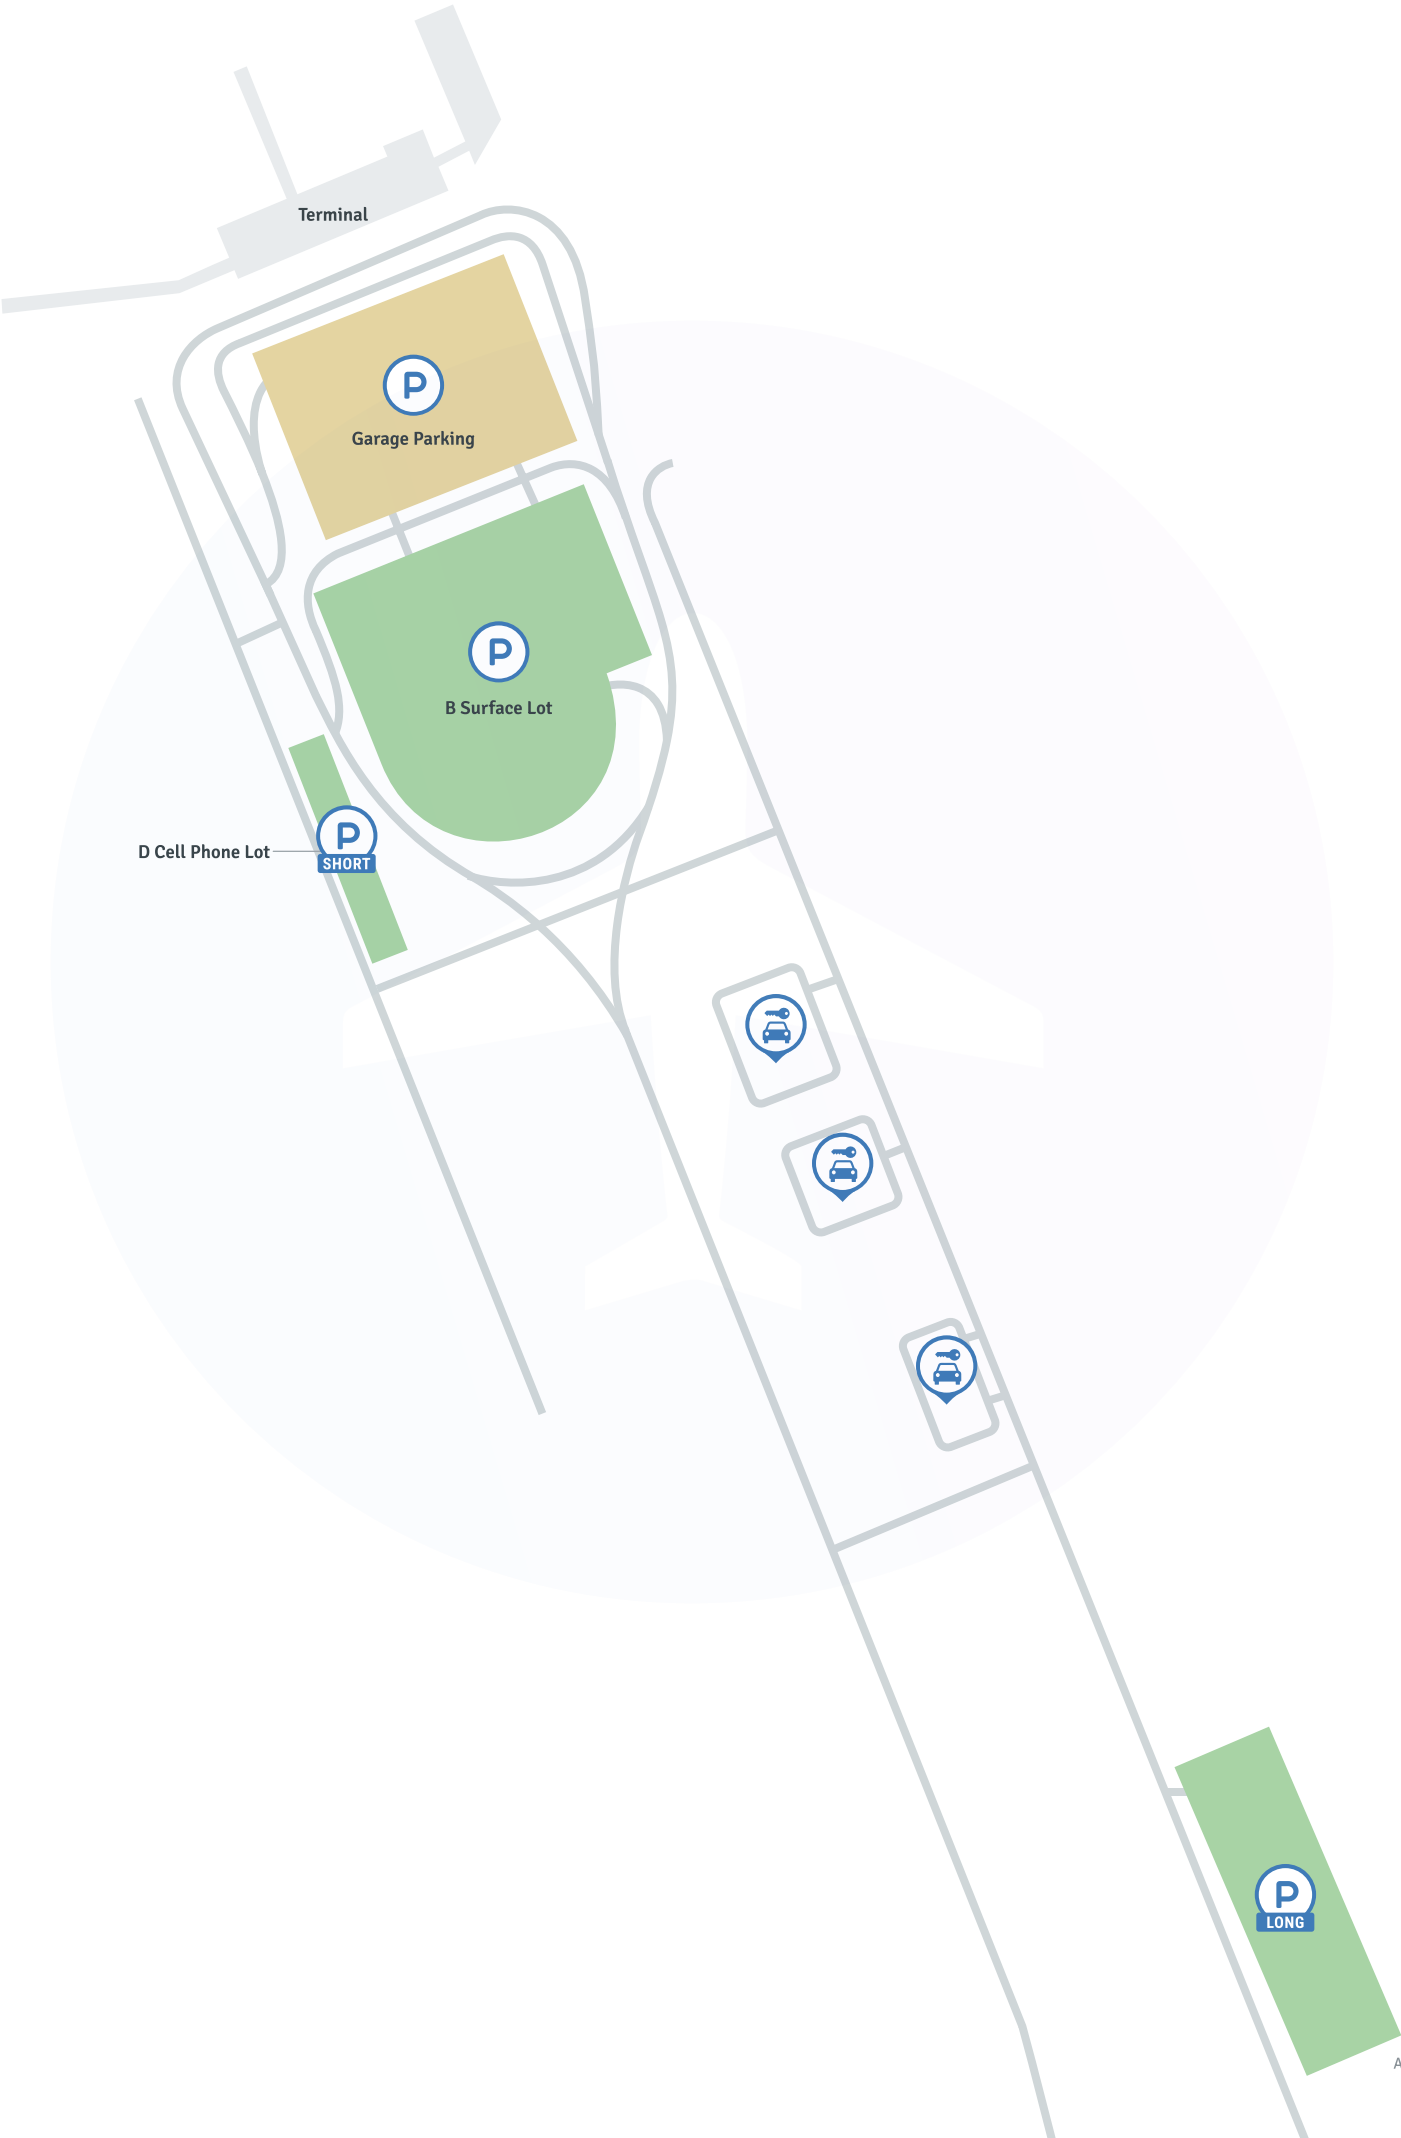 Terminal
P
Garage Parking
P
B Surface Lot
P
D Cell Phone Lot
SHORT
P
LONG
A